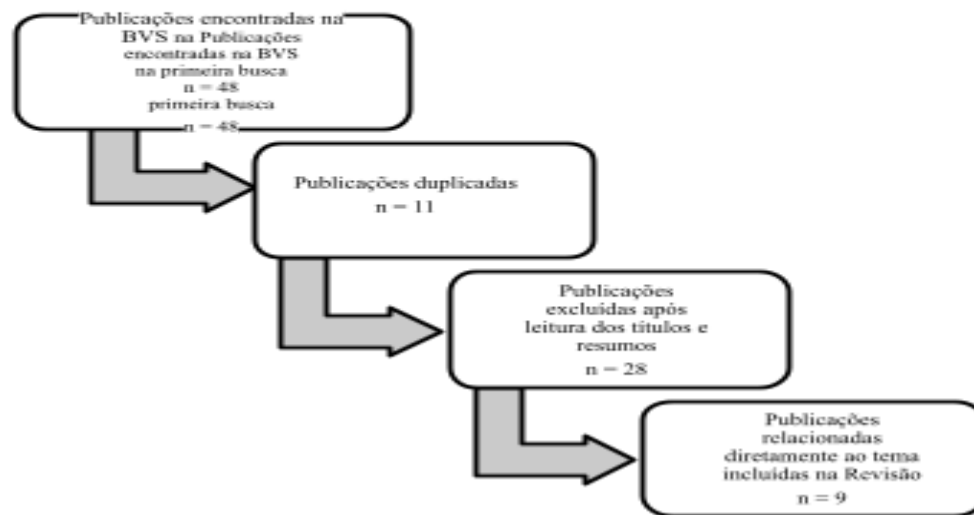 Publicações encontradas na
BVS na Publicações
encontradas na BVS
na primeira busca
n = 48
primeira busca
n = 48
Publicações duplicadas
n = 11
Publicações
excluídas após
leitura dos títulos e
resumos
n = 28
Publicações
relacionadas
diretamente ao tema
incluídas na Revisão
n = 9